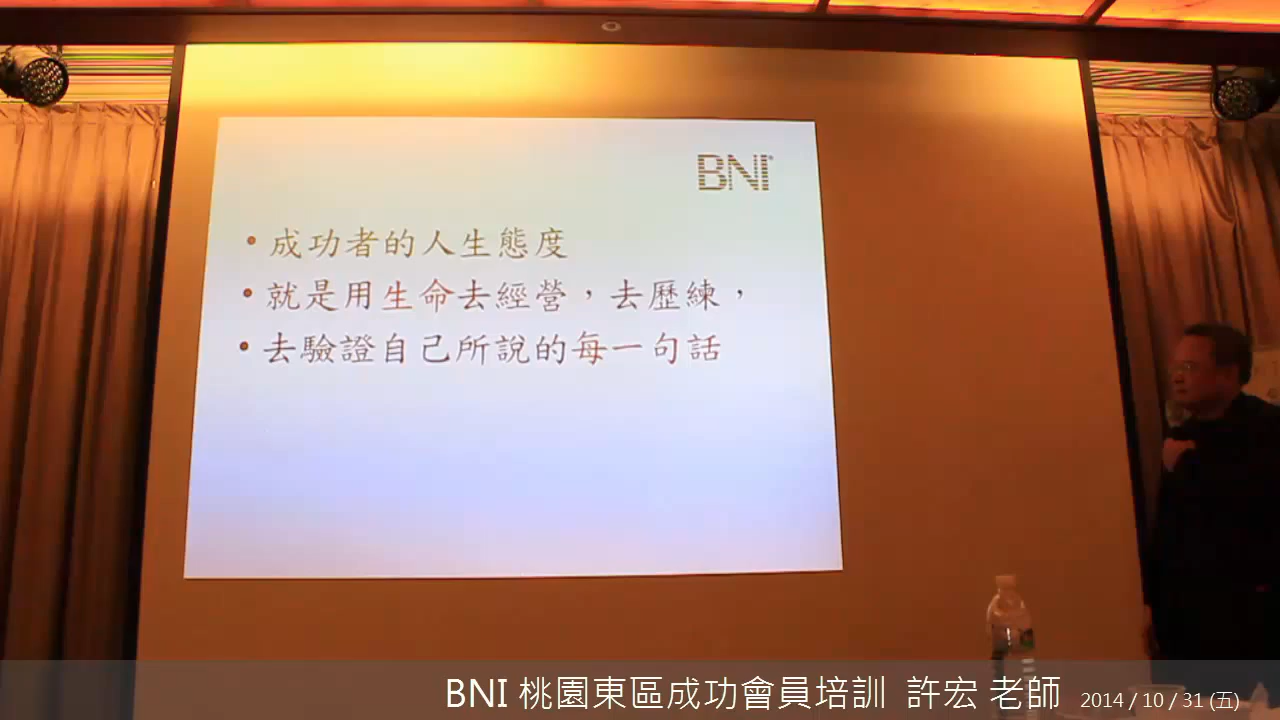 BNI
• 成功者的人生態度
• 就是用生命去經營，去歷練，
• 去驗證自己所說的每一句話
BNI 桃園東區成功會員培訓 許宏 老師 2014 / 10 / 31 (五)